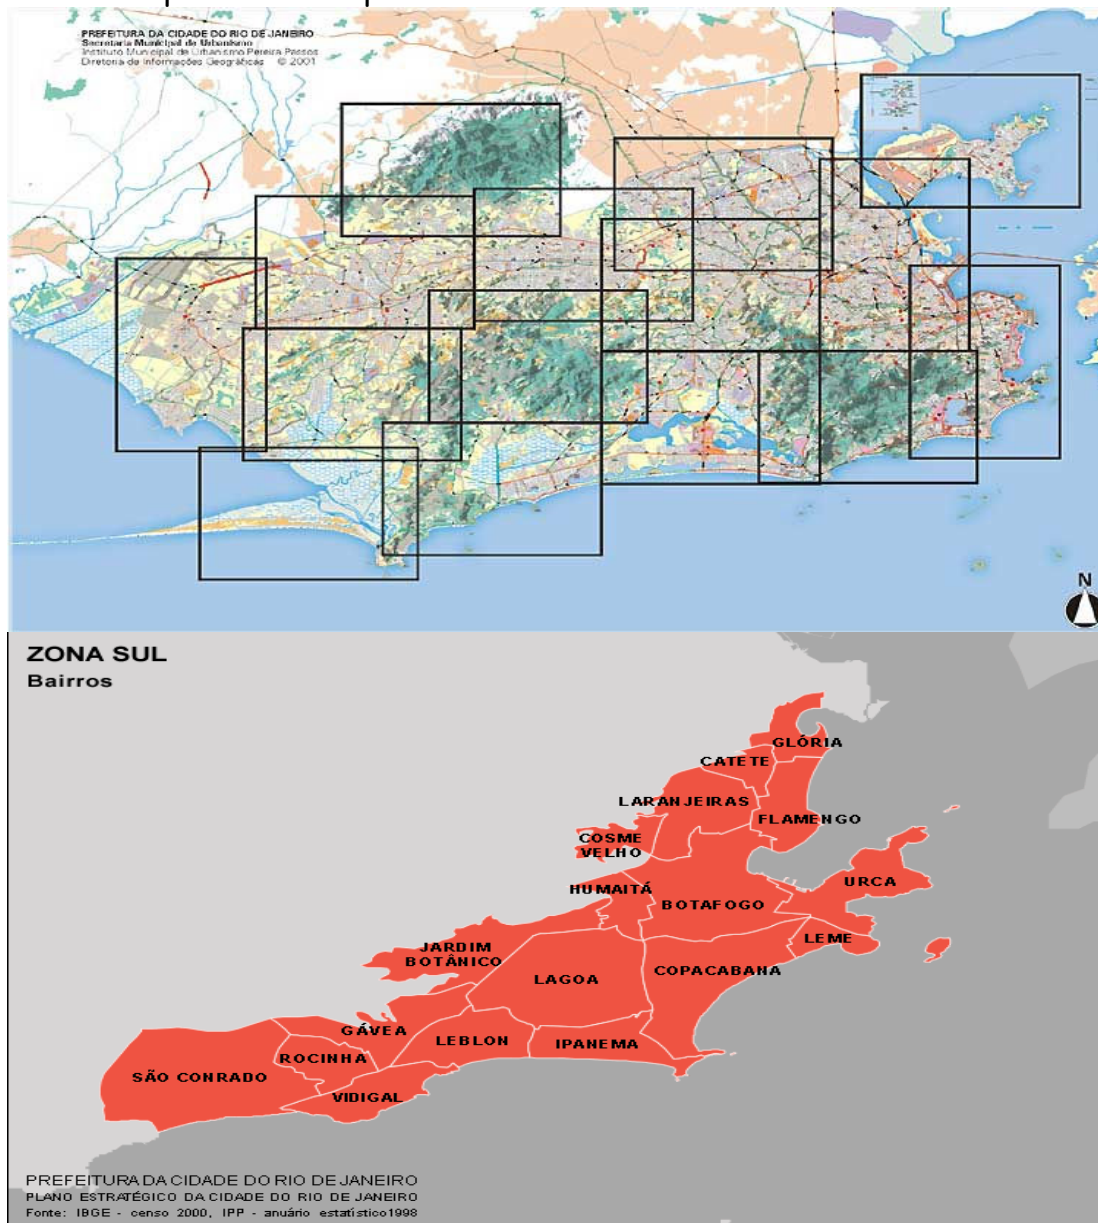 PREFEITURA DA CIDADE DO RIO DE JANEIRO
Secretaria Municipal de Urbanismo
Instituto Municipal de Urbanismo Pereira Passos
Diretoria de Informações Geográficas © 2001
N
ZONA SUL
Bairros
GLÓRIA
CATETE
LARANJEIRAS
FLAMENGO
COSME
VELHO
URCA
HUMAITÁ
BOTAFOGO
LEME
JARDIM
BOTÂNICO
COPACABANA
LAGOA
GÁVEA
LEBLON
IPANEMA
ROCINHA
SÃO CONRADO
VIDIGAL
PREFEITURA DA CIDADE DO RIO DE JANEIRO
PLANO ESTRATÉGICO DA CIDADE DO RIO DE JANEIRO
Fonte: IBGE - censo 2000, IPP - anuário estatístico1998